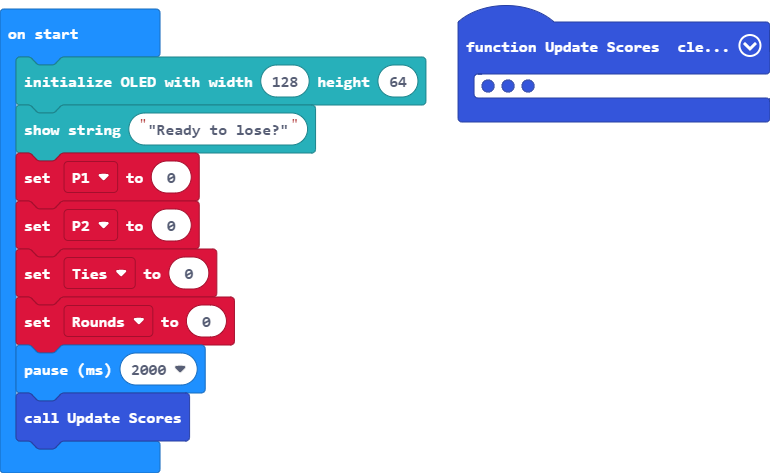 on start
initialize OLED with width 128 height 64
show string ""Ready to lose?""
set P1 to 0
set P2 to 0
set Ties to 0
set Rounds to 0
pause (ms) 2000
call Update Scores
function Update Scores cle...